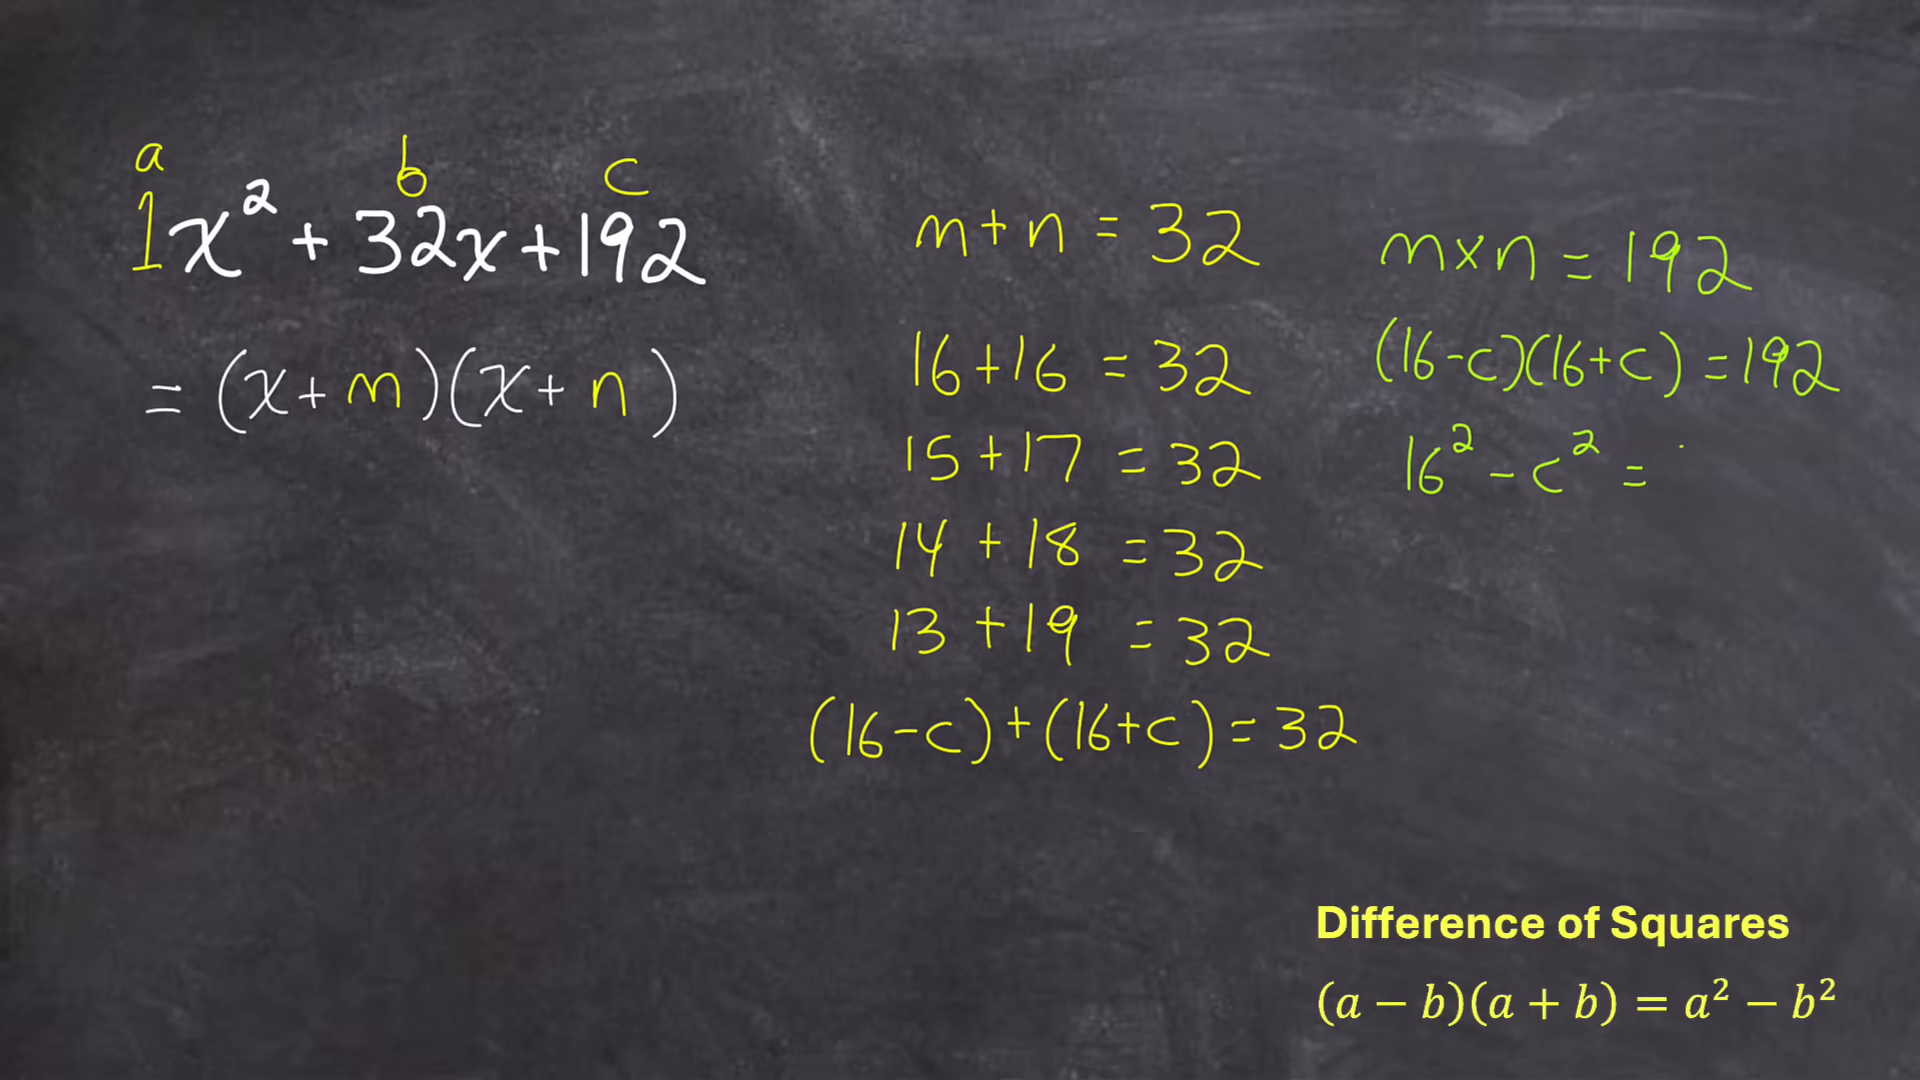 a b c
1x² + 32x + 192
= (x + m)(x + n)
m + n = 32
16 + 16 = 32
15 + 17 = 32
14 + 18 = 32
13 + 19 = 32
(16 - c) + (16 + c) = 32
m × n = 192
(16 - c)(16 + c) = 192
16² - c² =
Difference of Squares
(a − b)(a + b) = a² − b²